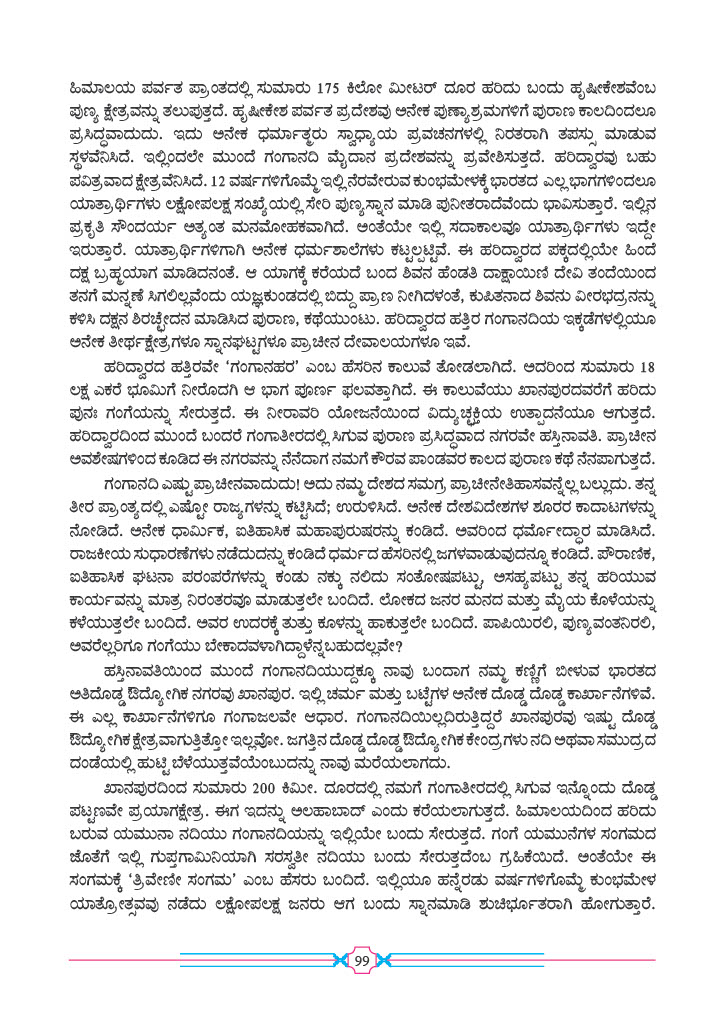 ಹಿಮಾಲಯ ಪರ್ವತ ಪ್ರಾಂತದಲ್ಲಿ ಸುಮಾರು 175 ಕಿಲೋ ಮೀಟರ್ ದೂರ ಹರಿದು ಬಂದು ಹೃಷೀಕೇಶವೆಂಬ
ಪುಣ್ಯ ಕ್ಷೇತ್ರವನ್ನು ತಲುಪುತ್ತದೆ. ಹೃಷೀಕೇಶ ಪರ್ವತ ಪ್ರದೇಶವು ಅನೇಕ ಪುಣ್ಯಾಶ್ರಮಗಳಿಗೆ ಪುರಾಣ ಕಾಲದಿಂದಲೂ
ಪ್ರಸಿದ್ಧವಾದುದು. ಇದು ಅನೇಕ ಧರ್ಮಾತ್ಮರು ಸ್ವಾಧ್ಯಾಯ ಪ್ರವಚನಗಳಲ್ಲಿ ನಿರತರಾಗಿ ತಪಸ್ಸು ಮಾಡುವ
ಸ್ಥಳವೆನಿಸಿದೆ. ಇಲ್ಲಿಂದಲೇ ಮುಂದೆ ಗಂಗಾನದಿ ಮೈದಾನ ಪ್ರದೇಶವನ್ನು ಪ್ರವೇಶಿಸುತ್ತದೆ. ಹರಿದ್ವಾರವು ಬಹು
ಪವಿತ್ರವಾದ ಕ್ಷೇತ್ರವೆನಿಸಿದೆ. 12 ವರ್ಷಗಳಿಗೊಮ್ಮೆ ಇಲ್ಲಿ ನೆರವೇರುವ ಕುಂಭಮೇಳಕ್ಕೆ ಭಾರತದ ಎಲ್ಲ ಭಾಗಗಳಿಂದಲೂ
ಯಾತ್ರಾರ್ಥಿಗಳು ಲಕ್ಷೋಪಲಕ್ಷ ಸಂಖ್ಯೆಯಲ್ಲಿ ಸೇರಿ ಪುಣ್ಯಸ್ನಾನ ಮಾಡಿ ಪುನೀತರಾದೆವೆಂದು ಭಾವಿಸುತ್ತಾರೆ. ಇಲ್ಲಿನ
ಪ್ರಕೃತಿ ಸೌಂದರ್ಯ ಅತ್ಯಂತ ಮನಮೋಹಕವಾಗಿದೆ. ಅಂತೆಯೇ ಇಲ್ಲಿ ಸದಾಕಾಲವೂ ಯಾತ್ರಾರ್ಥಿಗಳು ಇದ್ದೇ
ಇರುತ್ತಾರೆ. ಯಾತ್ರಾರ್ಥಿಗಳಿಗಾಗಿ ಅನೇಕ ಧರ್ಮಶಾಲೆಗಳು ಕಟ್ಟಲ್ಪಟ್ಟಿವೆ. ಈ ಹರಿದ್ವಾರದ ಪಕ್ಕದಲ್ಲಿಯೇ ಹಿಂದೆ
ದಕ್ಷ ಬ್ರಹ್ಮಯಾಗ ಮಾಡಿದನಂತೆ. ಆ ಯಾಗಕ್ಕೆ ಕರೆಯದೆ ಬಂದ ಶಿವನ ಹೆಂಡತಿ ದಾಕ್ಷಾಯಿಣಿ ದೇವಿ ತಂದೆಯಿಂದ
ತನಗೆ ಮನ್ನಣೆ ಸಿಗಲಿಲ್ಲವೆಂದು ಯಜ್ಞಕುಂಡದಲ್ಲಿ ಬಿದ್ದು ಪ್ರಾಣ ನೀಗಿದಳಂತೆ, ಕುಪಿತನಾದ ಶಿವನು ವೀರಭದ್ರನನ್ನು
ಕಳಿಸಿ ದಕ್ಷನ ಶಿರಚ್ಛೇದನ ಮಾಡಿಸಿದ ಪುರಾಣ, ಕಥೆಯುಂಟು. ಹರಿದ್ವಾರದ ಹತ್ತಿರ ಗಂಗಾನದಿಯ ಇಕ್ಕಡೆಗಳಲ್ಲಿಯೂ
ಅನೇಕ ತೀರ್ಥಕ್ಷೇತ್ರಗಳೂ ಸ್ನಾನಘಟ್ಟಗಳೂ ಪ್ರಾಚೀನ ದೇವಾಲಯಗಳೂ ಇವೆ.
ಹರಿದ್ವಾರದ ಹತ್ತಿರವೇ ‘ಗಂಗಾನಹರ’ ಎಂಬ ಹೆಸರಿನ ಕಾಲುವೆ ತೋಡಲಾಗಿದೆ. ಅದರಿಂದ ಸುಮಾರು 18
ಲಕ್ಷ ಎಕರೆ ಭೂಮಿಗೆ ನೀರೊದಗಿ ಆ ಭಾಗ ಪೂರ್ಣ ಫಲವತ್ತಾಗಿದೆ. ಈ ಕಾಲುವೆಯು ಖಾನಪುರದವರೆಗೆ ಹರಿದು
ಪುನಃ ಗಂಗೆಯನ್ನು ಸೇರುತ್ತದೆ. ಈ ನೀರಾವರಿ ಯೋಜನೆಯಿಂದ ವಿದ್ಯುಚ್ಛಕ್ತಿಯ ಉತ್ಪಾದನೆಯೂ ಆಗುತ್ತದೆ.
ಹರಿದ್ವಾರದಿಂದ ಮುಂದೆ ಬಂದರೆ ಗಂಗಾತೀರದಲ್ಲಿ ಸಿಗುವ ಪುರಾಣ ಪ್ರಸಿದ್ಧವಾದ ನಗರವೇ ಹಸ್ತಿನಾವತಿ. ಪ್ರಾಚೀನ
ಅವಶೇಷಗಳಿಂದ ಕೂಡಿದ ಈ ನಗರವನ್ನು ನೆನೆದಾಗ ನಮಗೆ ಕೌರವ ಪಾಂಡವರ ಕಾಲದ ಪುರಾಣ ಕಥೆ ನೆನಪಾಗುತ್ತದೆ.
ಗಂಗಾನದಿ ಎಷ್ಟು ಪ್ರಾಚೀನವಾದುದು! ಅದು ನಮ್ಮ ದೇಶದ ಸಮಗ್ರ ಪ್ರಾಚೀನೇತಿಹಾಸವನ್ನೆಲ್ಲ ಬಲ್ಲುದು. ತನ್ನ
ತೀರ ಪ್ರಾಂತ್ಯದಲ್ಲಿ ಎಷ್ಟೋ ರಾಜ್ಯಗಳನ್ನು ಕಟ್ಟಿಸಿದೆ; ಉರುಳಿಸಿದೆ. ಅನೇಕ ದೇಶವಿದೇಶಗಳ ಶೂರರ ಕಾದಾಟಗಳನ್ನು
ನೋಡಿದೆ. ಅನೇಕ ಧಾರ್ಮಿಕ, ಐತಿಹಾಸಿಕ ಮಹಾಪುರುಷರನ್ನು ಕಂಡಿದೆ. ಅವರಿಂದ ಧರ್ಮೋದ್ಧಾರ ಮಾಡಿಸಿದೆ.
ರಾಜಕೀಯ ಸುಧಾರಣೆಗಳು ನಡೆದುದನ್ನು ಕಂಡಿದೆ ಧರ್ಮದ ಹೆಸರಿನಲ್ಲಿ ಜಗಳವಾಡುವುದನ್ನೂ ಕಂಡಿದೆ. ಪೌರಾಣಿಕ,
ಐತಿಹಾಸಿಕ ಘಟನಾ ಪರಂಪರೆಗಳನ್ನು ಕಂಡು ನಕ್ಕು ನಲಿದು ಸಂತೋಷಪಟ್ಟು, ಅಸಹ್ಯಪಟ್ಟು ತನ್ನ ಹರಿಯುವ
ಕಾರ್ಯವನ್ನು ಮಾತ್ರ ನಿರಂತರವೂ ಮಾಡುತ್ತಲೇ ಬಂದಿದೆ. ಲೋಕದ ಜನರ ಮನದ ಮತ್ತು ಮೈಯ ಕೊಳೆಯನ್ನು
ಕಳೆಯುತ್ತಲೇ ಬಂದಿದೆ. ಅವರ ಉದರಕ್ಕೆ ತುತ್ತು ಕೂಳನ್ನು ಹಾಕುತ್ತಲೇ ಬಂದಿದೆ. ಪಾಪಿಯಿರಲಿ, ಪುಣ್ಯವಂತನಿರಲಿ,
ಅವರೆಲ್ಲರಿಗೂ ಗಂಗೆಯು ಬೇಕಾದವಳಾಗಿದ್ದಾಳೆನ್ನಬಹುದಲ್ಲವೇ?
ಹಸ್ತಿನಾವತಿಯಿಂದ ಮುಂದೆ ಗಂಗಾನದಿಯುದ್ದಕ್ಕೂ ನಾವು ಬಂದಾಗ ನಮ್ಮ ಕಣ್ಣಿಗೆ ಬೀಳುವ ಭಾರತದ
ಅತಿದೊಡ್ಡ ಔದ್ಯೋಗಿಕ ನಗರವು ಖಾನಪುರ. ಇಲ್ಲಿ ಚರ್ಮ ಮತ್ತು ಬಟ್ಟೆಗಳ ಅನೇಕ ದೊಡ್ಡ ದೊಡ್ಡ ಕಾರ್ಖಾನೆಗಳಿವೆ.
ಈ ಎಲ್ಲ ಕಾರ್ಖಾನೆಗಳಿಗೂ ಗಂಗಾಜಲವೇ ಆಧಾರ. ಗಂಗಾನದಿಯಿಲ್ಲದಿರುತ್ತಿದ್ದರೆ ಖಾನಪುರವು ಇಷ್ಟು ದೊಡ್ಡ
ಔದ್ಯೋಗಿಕ ಕ್ಷೇತ್ರವಾಗುತ್ತಿತ್ತೋ ಇಲ್ಲವೋ. ಜಗತ್ತಿನ ದೊಡ್ಡ ದೊಡ್ಡ ಔದ್ಯೋಗಿಕ ಕೇಂದ್ರಗಳು ನದಿ ಅಥವಾ ಸಮುದ್ರದ
ದಂಡೆಯಲ್ಲಿ ಹುಟ್ಟಿ ಬೆಳೆಯುತ್ತವೆಯೆಂಬುದನ್ನು ನಾವು ಮರೆಯಲಾಗದು.
ಖಾನಪುರದಿಂದ ಸುಮಾರು 200 ಕಿಮೀ. ದೂರದಲ್ಲಿ ನಮಗೆ ಗಂಗಾತೀರದಲ್ಲಿ ಸಿಗುವ ಇನ್ನೊಂದು ದೊಡ್ಡ
ಪಟ್ಟಣವೇ ಪ್ರಯಾಗಕ್ಷೇತ್ರ. ಈಗ ಇದನ್ನು ಅಲಹಾಬಾದ್ ಎಂದು ಕರೆಯಲಾಗುತ್ತದೆ. ಹಿಮಾಲಯದಿಂದ ಹರಿದು
ಬರುವ ಯಮುನಾ ನದಿಯು ಗಂಗಾನದಿಯನ್ನು ಇಲ್ಲಿಯೇ ಬಂದು ಸೇರುತ್ತದೆ. ಗಂಗೆ ಯಮುನೆಗಳ ಸಂಗಮದ
ಜೊತೆಗೆ ಇಲ್ಲಿ ಗುಪ್ತಗಾಮಿನಿಯಾಗಿ ಸರಸ್ವತೀ ನದಿಯು ಬಂದು ಸೇರುತ್ತದೆಂಬ ಗ್ರಹಿಕೆಯಿದೆ. ಅಂತೆಯೇ ಈ
ಸಂಗಮಕ್ಕೆ ‘ತ್ರಿವೇಣೀ ಸಂಗಮ’ ಎಂಬ ಹೆಸರು ಬಂದಿದೆ. ಇಲ್ಲಿಯೂ ಹನ್ನೆರಡು ವರ್ಷಗಳಿಗೊಮ್ಮೆ ಕುಂಭಮೇಳ
ಯಾತ್ರೋತ್ಸವವು ನಡೆದು ಲಕ್ಷೋಪಲಕ್ಷ ಜನರು ಆಗ ಬಂದು ಸ್ನಾನಮಾಡಿ ಶುಚಿರ್ಭೂತರಾಗಿ ಹೋಗುತ್ತಾರೆ.
99